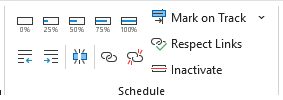 0% 25% 50% 75% 100%
Mark on Track
Respect Links
Inactivate
Schedule